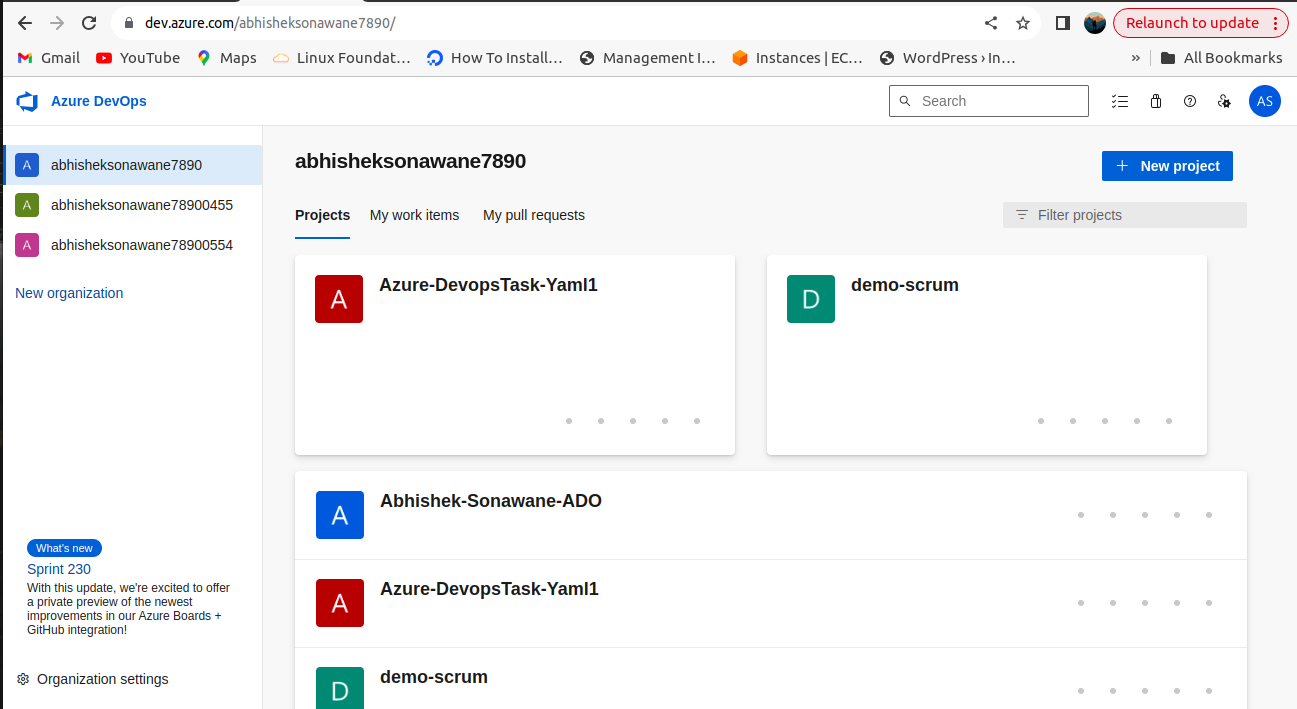 dev.azure.com/abhisheksonawane7890/
Relaunch to update
Gmail
YouTube
Maps
Linux Foundat...
How To Install...
Management I...
Instances | EC...
WordPress › In...
»
All Bookmarks
Azure DevOps
Search
AS
A abhisheksonawane7890
A abhisheksonawane78900455
A abhisheksonawane78900554
New organization
What's new
Sprint 230
With this update, we're excited to offer
a private preview of the newest
improvements in our Azure Boards +
GitHub integration!
Organization settings
abhisheksonawane7890
+ New project
Projects
My work items
My pull requests
Filter projects
A Azure-DevopsTask-Yaml1
D demo-scrum
A Abhishek-Sonawane-ADO
A Azure-DevopsTask-Yaml1
D demo-scrum